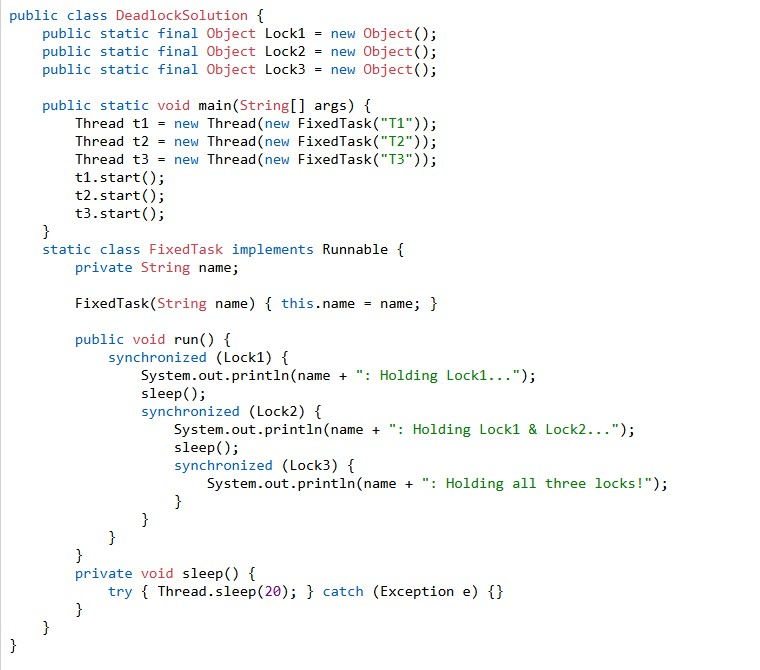 public class DeadlockSolution {
    public static final Object Lock1 = new Object();
    public static final Object Lock2 = new Object();
    public static final Object Lock3 = new Object();

    public static void main(String[] args) {
        Thread t1 = new Thread(new FixedTask("T1"));
        Thread t2 = new Thread(new FixedTask("T2"));
        Thread t3 = new Thread(new FixedTask("T3"));
        t1.start();
        t2.start();
        t3.start();
    }
    static class FixedTask implements Runnable {
        private String name;

        FixedTask(String name) { this.name = name; }

        public void run() {
            synchronized (Lock1) {
                System.out.println(name + ": Holding Lock1...");
                sleep();
                synchronized (Lock2) {
                    System.out.println(name + ": Holding Lock1 & Lock2...");
                    sleep();
                    synchronized (Lock3) {
                        System.out.println(name + ": Holding all three locks!");
                    }
                }
            }
        }
        private void sleep() {
            try { Thread.sleep(20); } catch (Exception e) {}
        }
    }
}